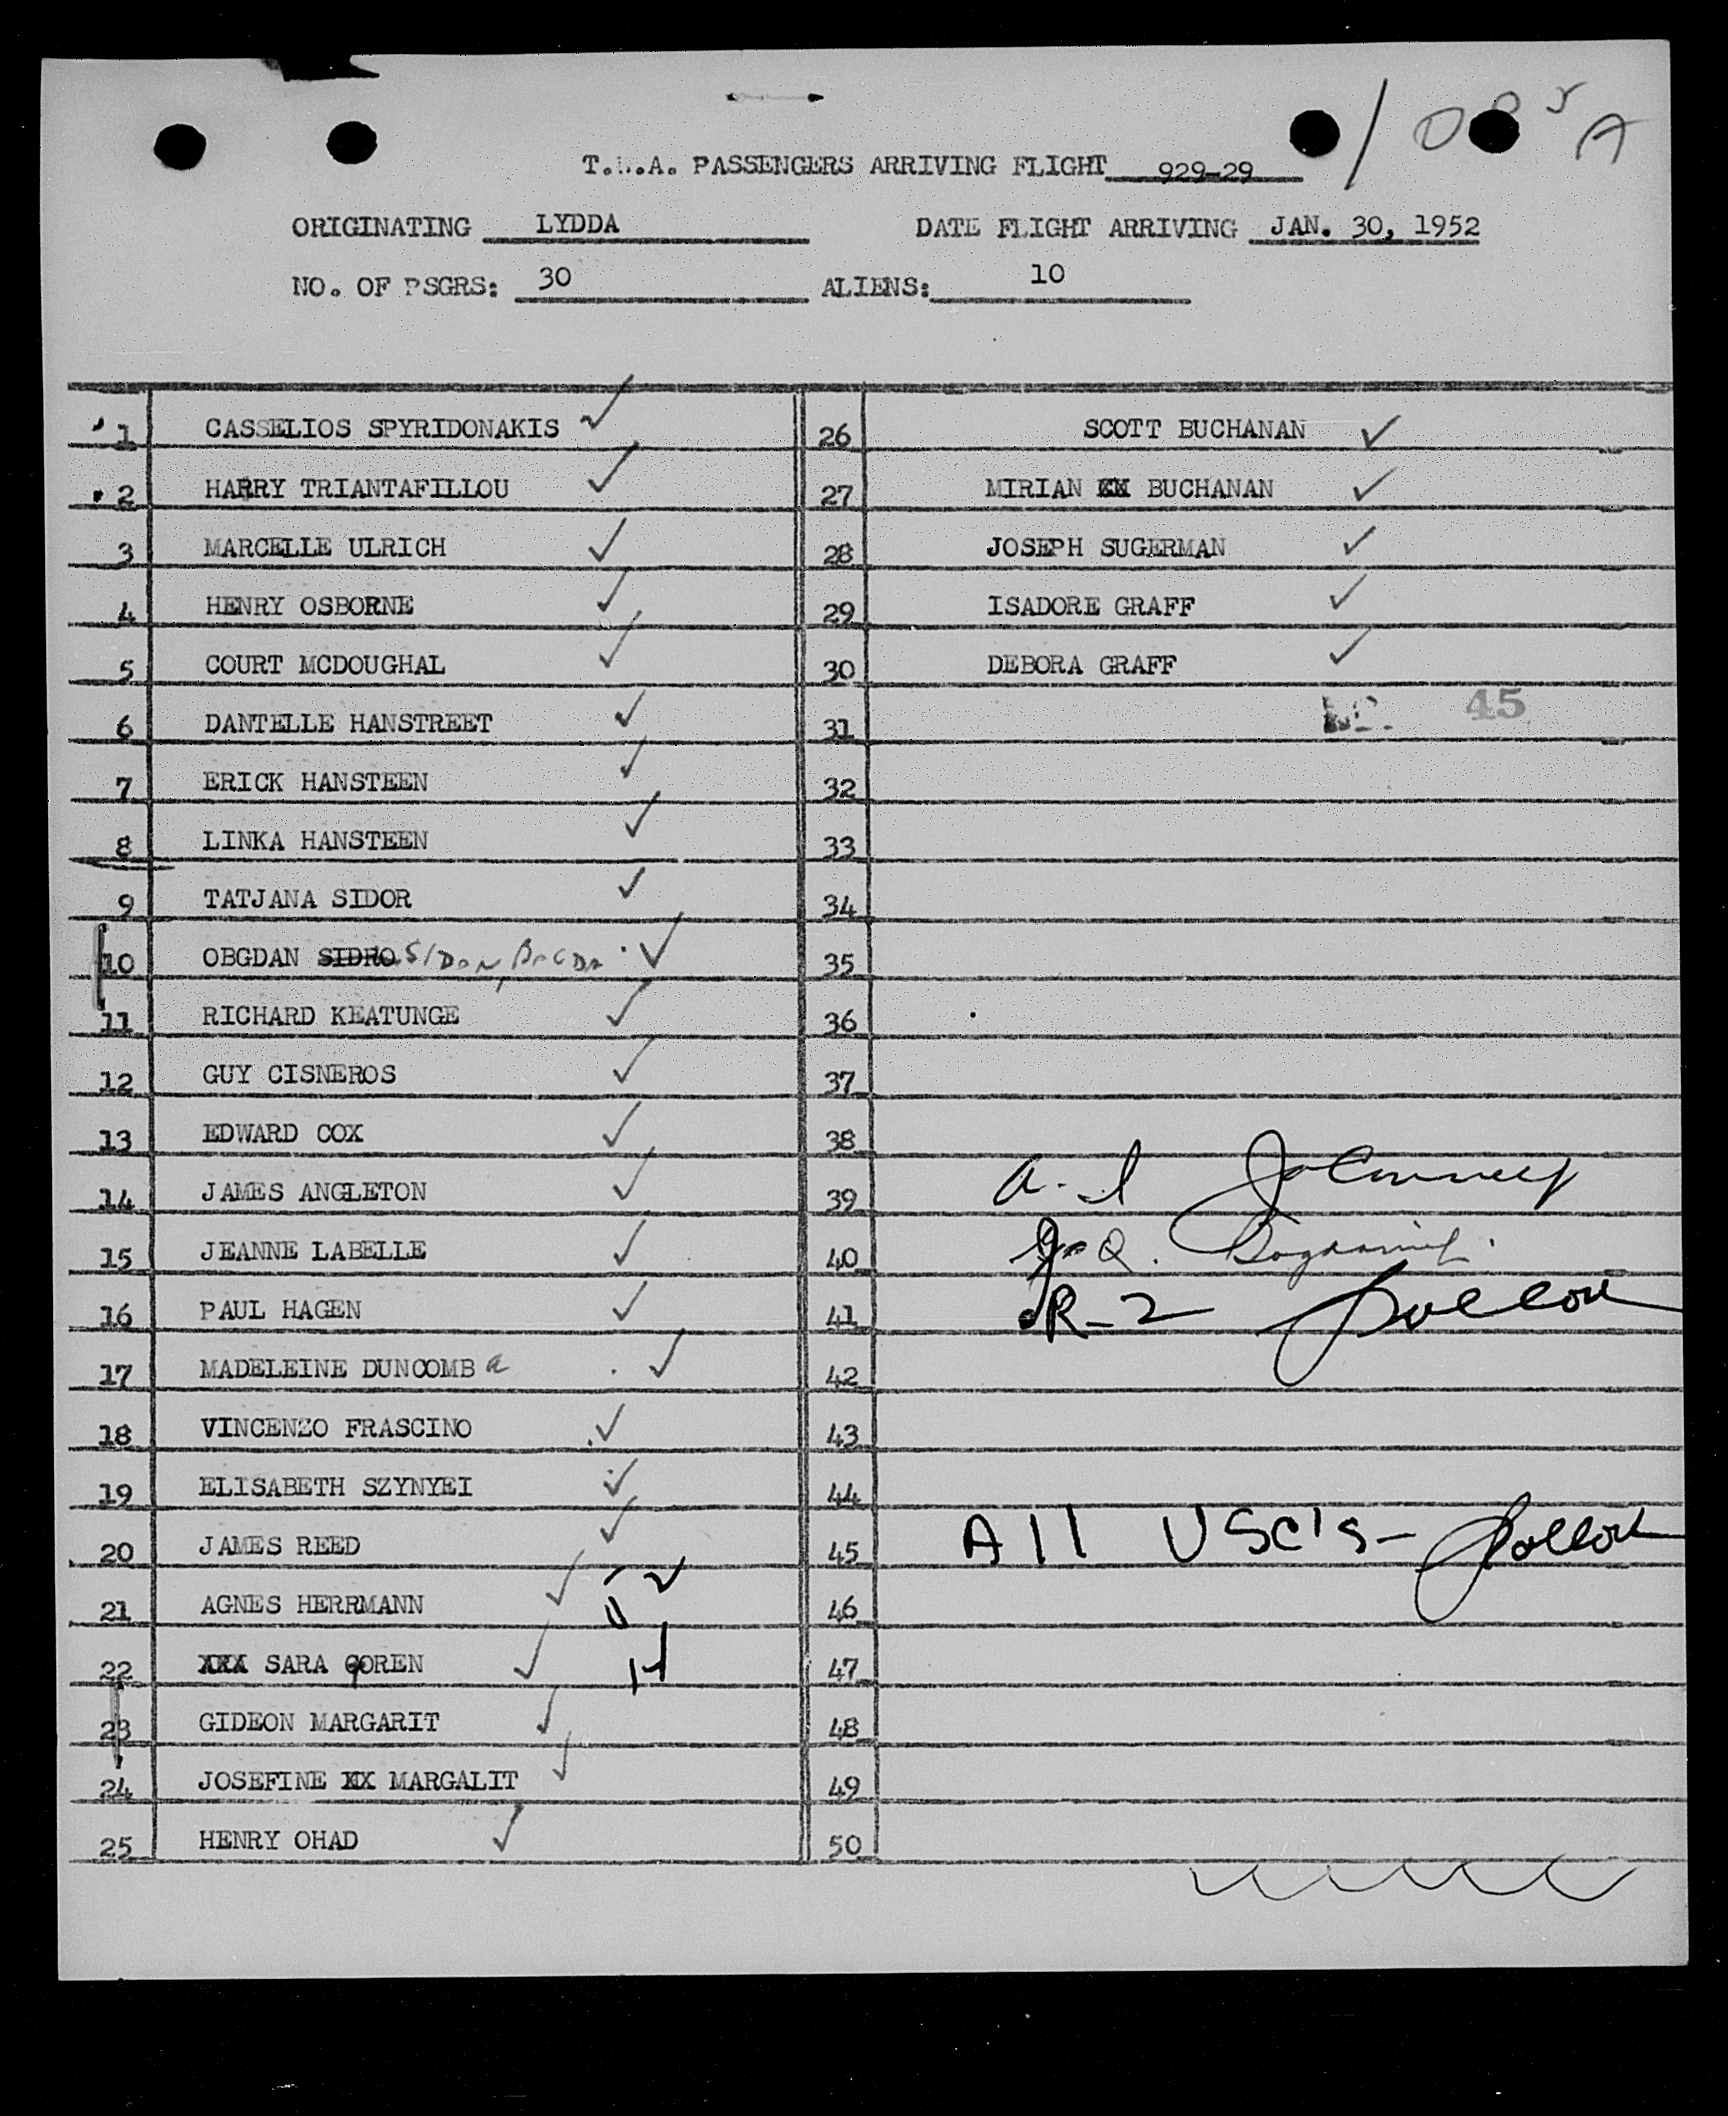 T.W.A. PASSENGERS ARRIVING FLIGHT 929-29
ORIGINATING LYDDA DATE FLIGHT ARRIVING JAN. 30, 1952
NO. OF PSGRS: 30 ALIENS: 10
1 CASSELIOS SPYRIDONAKIS ✓
2 HARRY TRIANTAFILLOU ✓
3 MARCELLE ULRICH ✓
4 HENRY OSBORNE ✓
5 COURT MCDOUGHAL ✓
6 DANTELLE HANSTREET ✓
7 ERICK HANSTEEN ✓
8 LINKA HANSTEEN ✓
9 TATJANA SIDOR ✓
10 OBGDAN SIDRO ✓
11 RICHARD KEATUNGE ✓
12 GUY CISNEROS ✓
13 EDWARD COX ✓
14 JAMES ANGLETON ✓
15 JEANNE LABELLE ✓
16 PAUL HAGEN ✓
17 MADELEINE DUNCOMB a ✓
18 VINCENZO FRASCINO ✓
19 ELISABETH SZYNYEI ✓
20 JAMES REED ✓
21 AGNES HERRMANN ✓
22 XXX SARA GOREN ✓
23 GIDEON MARGARIT ✓
24 JOSEFINE XX MARGALIT ✓
25 HENRY OHAD ✓
26 SCOTT BUCHANAN ✓
27 MIRIAN XX BUCHANAN ✓
28 JOSEPH SUGERMAN ✓
29 ISADORE GRAFF ✓
30 DEBORA GRAFF ✓
45
31
32
33
34
35
36
37
38
39
40
41 R-2
42
43
44
45 All USC's-
46
47
48
49
50